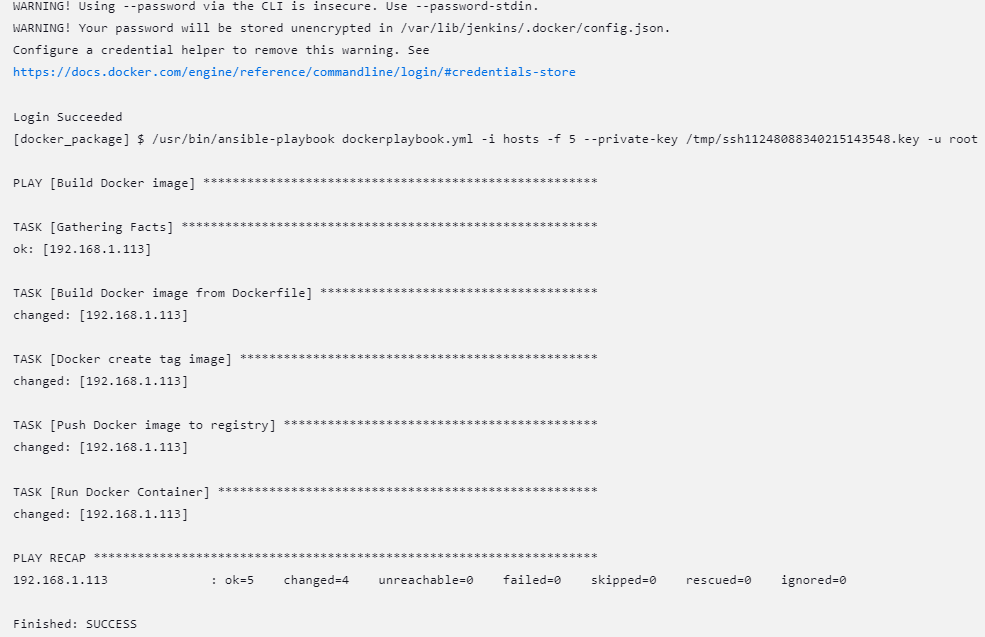 WARNING! Using --password via the CLI is insecure. Use --password-stdin.
WARNING! Your password will be stored unencrypted in /var/lib/jenkins/.docker/config.json.
Configure a credential helper to remove this warning. See
https://docs.docker.com/engine/reference/commandline/login/#credentials-store
Login Succeeded
[docker_package] $ /usr/bin/ansible-playbook dockerplaybook.yml -i hosts -f 5 --private-key /tmp/ssh11248088340215143548.key -u root
PLAY [Build Docker image] ******************************************************
TASK [Gathering Facts] *********************************************************
ok: [192.168.1.113]
TASK [Build Docker image from Dockerfile] **************************************
changed: [192.168.1.113]
TASK [Docker create tag image] *************************************************
changed: [192.168.1.113]
TASK [Push Docker image to registry] *******************************************
changed: [192.168.1.113]
TASK [Run Docker Container] ****************************************************
changed: [192.168.1.113]
PLAY RECAP *********************************************************************
192.168.1.113              : ok=5    changed=4    unreachable=0    failed=0    skipped=0    rescued=0    ignored=0
Finished: SUCCESS